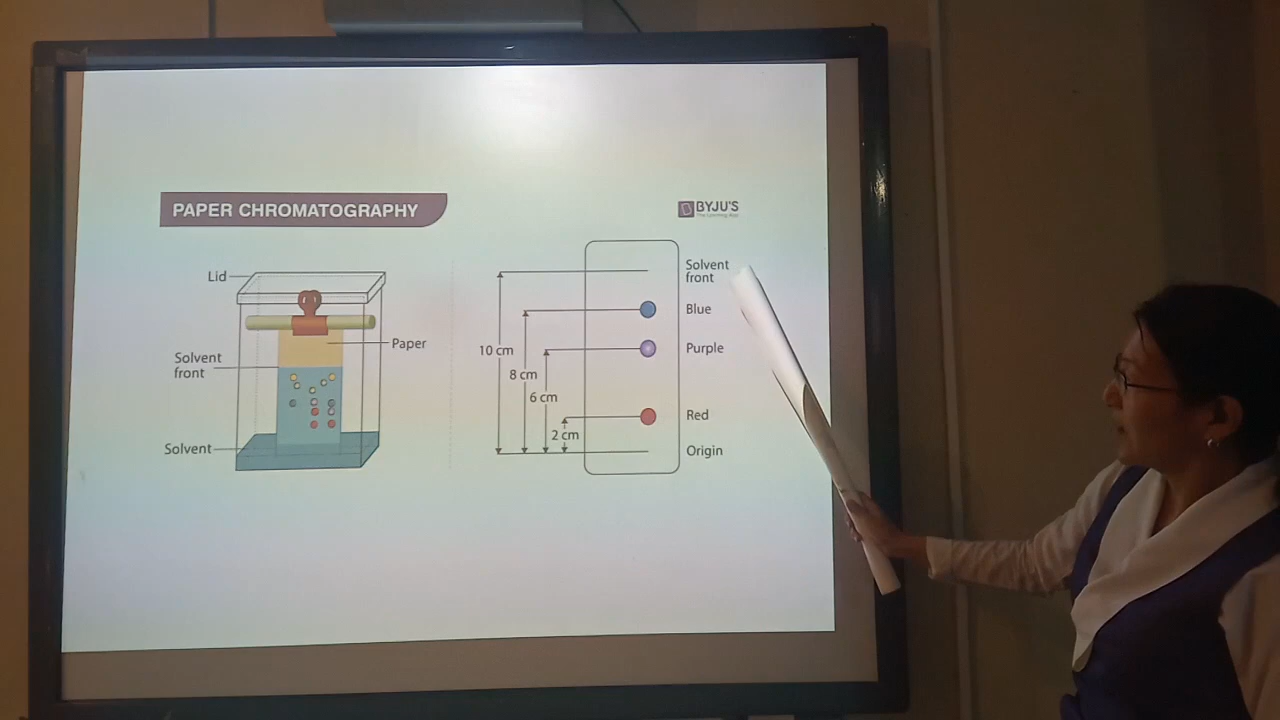 PAPER CHROMATOGRAPHY
BYJU'S
The Learning App
Lid
Paper
Solvent
front
Solvent
10 cm
8 cm
6 cm
2 cm
Solvent
front
Blue
Purple
Red
Origin